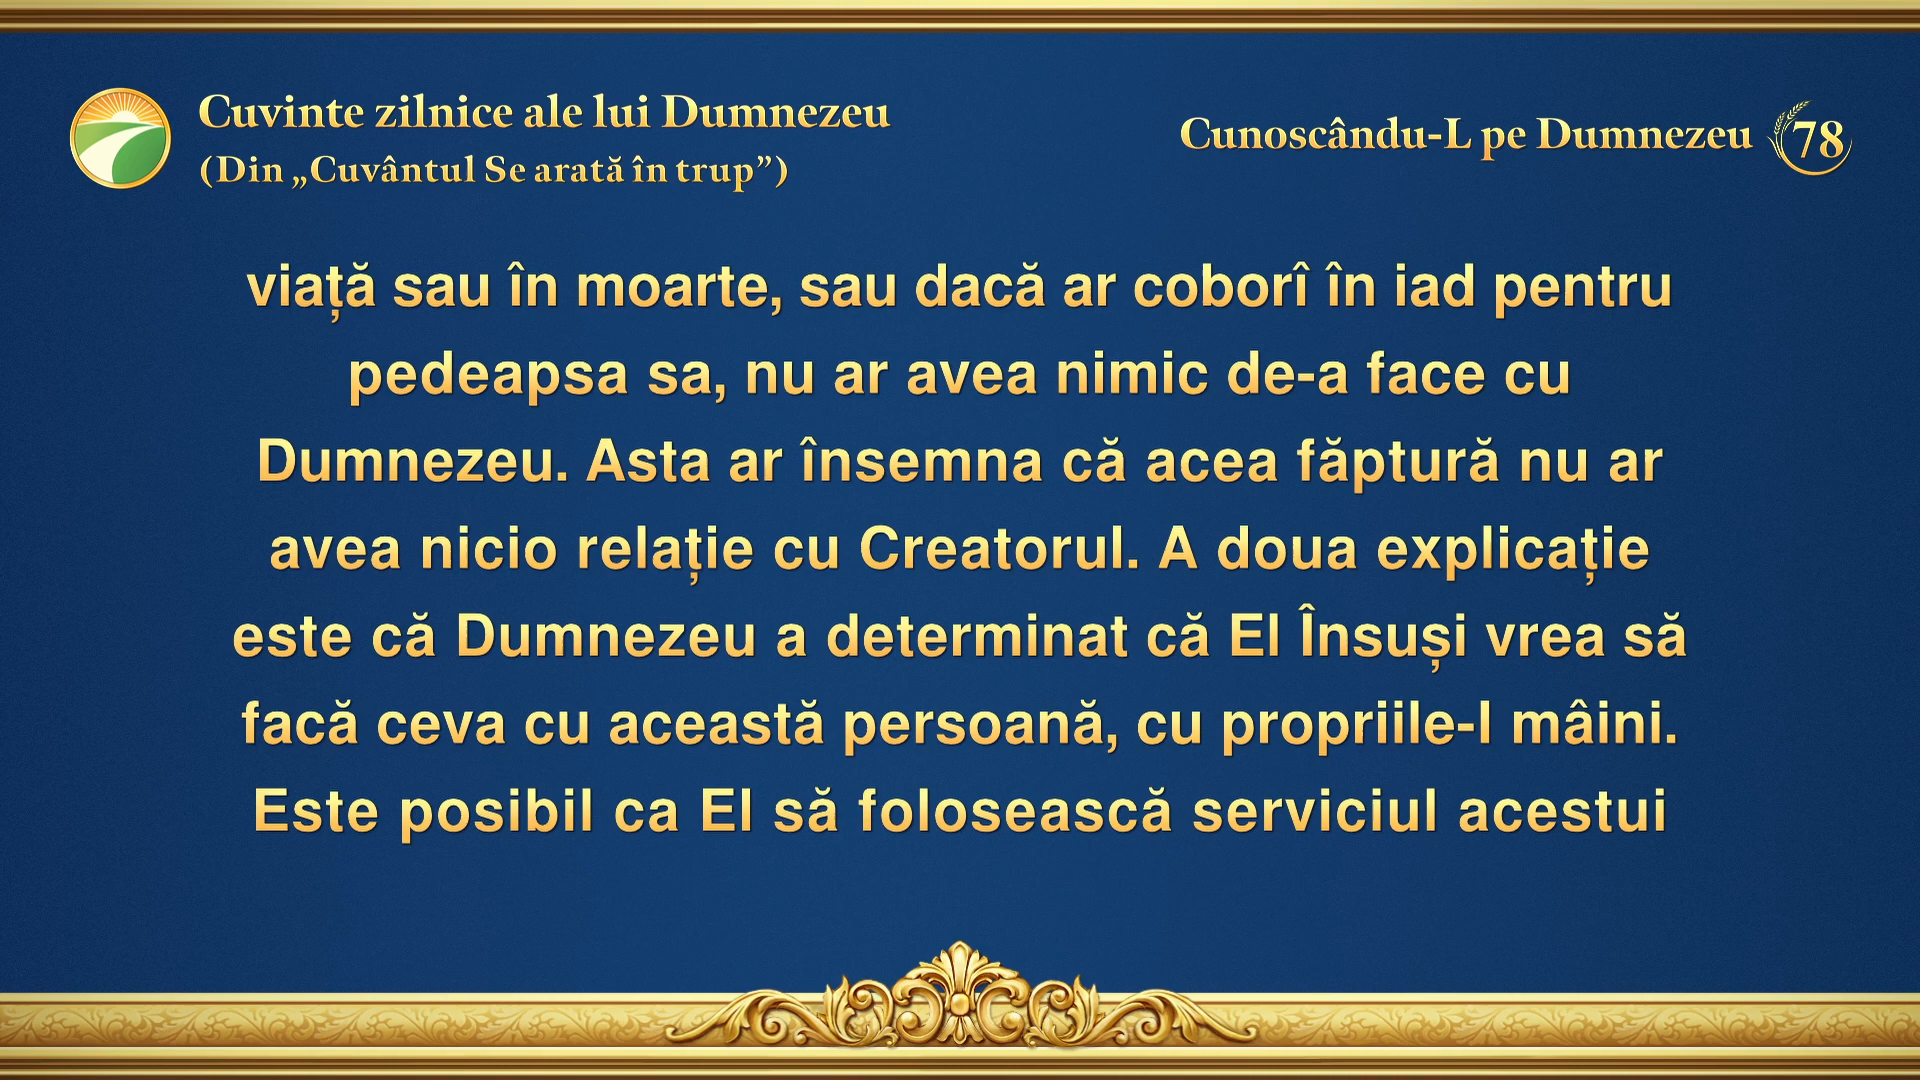 Cuvinte zilnice ale lui Dumnezeu
(Din „Cuvântul Se arată în trup”)
Cunoscându-L pe Dumnezeu 78
viață sau în moarte, sau dacă ar coborî în iad pentru
pedeapsa sa, nu ar avea nimic de-a face cu
Dumnezeu. Asta ar însemna că acea făptură nu ar
avea nicio relație cu Creatorul. A doua explicație
este că Dumnezeu a determinat că El Însuși vrea să
facă ceva cu această persoană, cu propriile-I mâini.
Este posibil ca El să folosească serviciul acestui